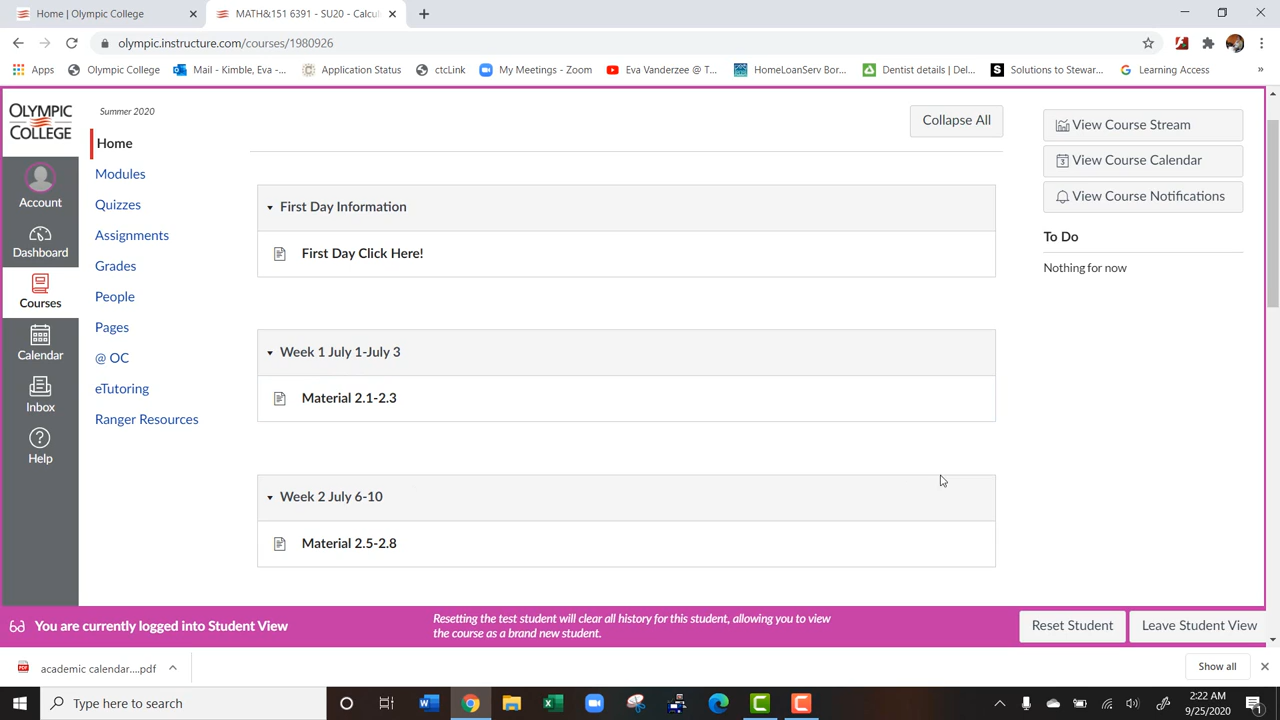 Home | Olympic College
MATH&151 6391 - SU20 - Calcu
olympic.instructure.com/courses/1980926
Apps
Olympic College
Mail - Kimble, Eva -...
Application Status
ctcLink
My Meetings - Zoom
Eva Vanderzee @ T...
HomeLoanServ Bor...
Dentist details | Del...
Solutions to Stewar...
Learning Access
»
OLYMPIC
COLLEGE
Account
Dashboard
Courses
Calendar
Inbox
Help
Summer 2020
Home
Modules
Quizzes
Assignments
Grades
People
Pages
@ OC
eTutoring
Ranger Resources
Collapse All
First Day Information
First Day Click Here!
Week 1 July 1-July 3
Material 2.1-2.3
Week 2 July 6-10
Material 2.5-2.8
View Course Stream
View Course Calendar
View Course Notifications
To Do
Nothing for now
You are currently logged into Student View
Resetting the test student will clear all history for this student, allowing you to view
the course as a brand new student.
Reset Student
Leave Student View
academic calendar....pdf
Show all
Type here to search
2:22 AM
9/25/2020